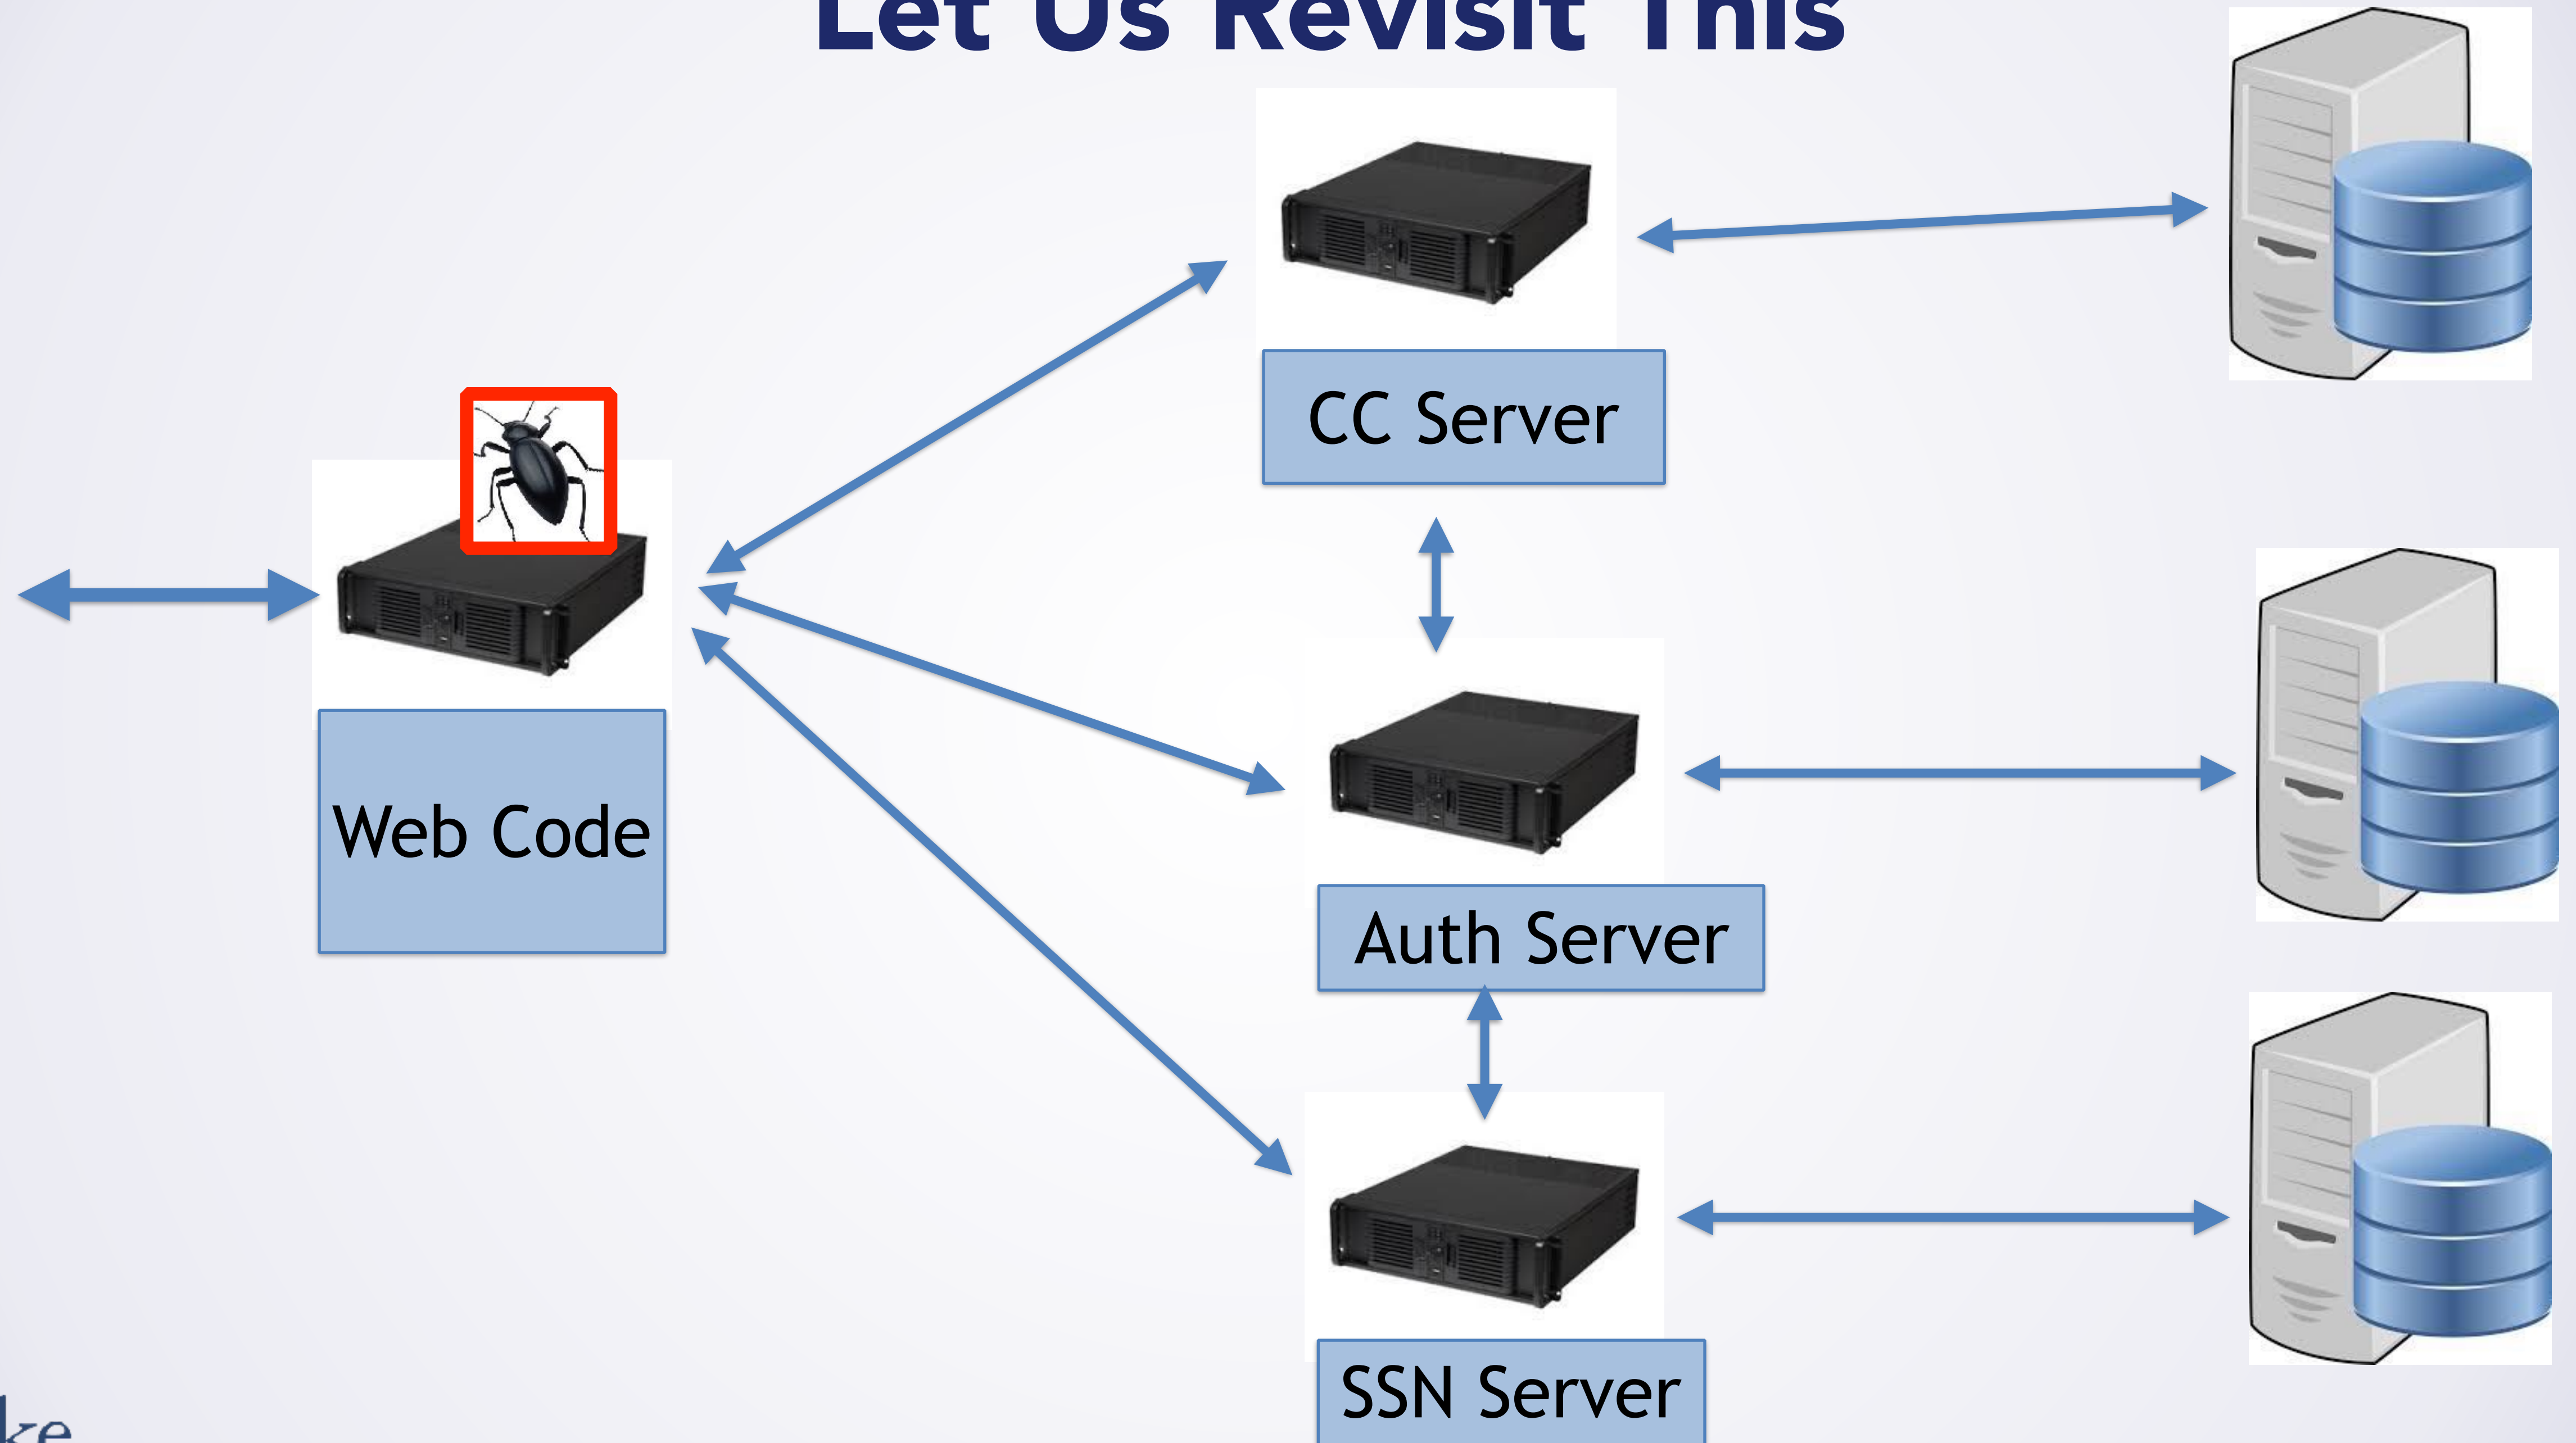 Let Us Revisit This
CC Server
Web Code
Auth Server
SSN Server